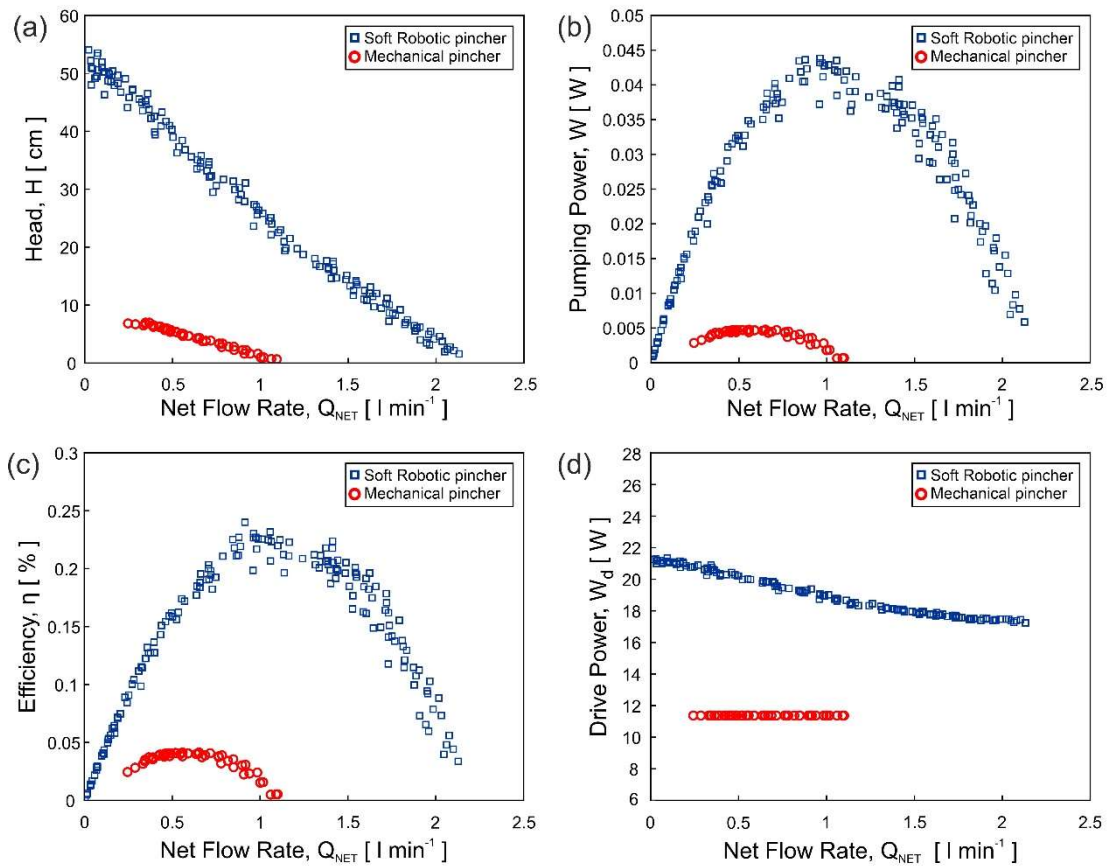 (a)
Head, H [ cm ]
60
50
40
30
20
10
0
Soft Robotic pincher
Mechanical pincher
0 0.5 1 1.5 2 2.5
Net Flow Rate, Q_NET [ l min⁻¹ ]
(b)
Pumping Power, W [ W ]
0.05
0.045
0.04
0.035
0.03
0.025
0.02
0.015
0.01
0.005
0
Soft Robotic pincher
Mechanical pincher
0 0.5 1 1.5 2 2.5
Net Flow Rate, Q_NET [ l min⁻¹ ]
(c)
Efficiency, η [ % ]
0.3
0.25
0.2
0.15
0.1
0.05
0
Soft Robotic pincher
Mechanical pincher
0 0.5 1 1.5 2 2.5
Net Flow Rate, Q_NET [ l min⁻¹ ]
(d)
Drive Power, W_d [ W ]
28
26
24
22
20
18
16
14
12
10
8
6
Soft Robotic pincher
Mechanical pincher
0 0.5 1 1.5 2 2.5
Net Flow Rate, Q_NET [ l min⁻¹ ]